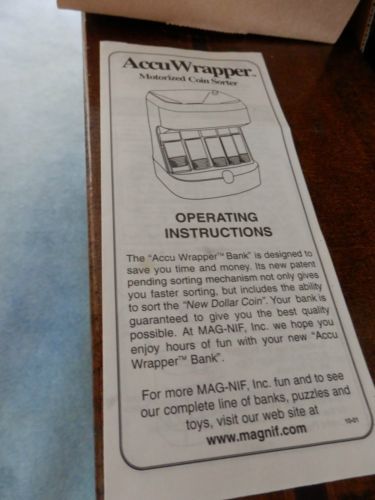 AccuWrapper™
Motorized Coin Sorter
OPERATING
INSTRUCTIONS
The "Accu Wrapper™ Bank" is designed to
save you time and money. Its new patent
pending sorting mechanism not only gives
you faster sorting, but includes the ability
to sort the "New Dollar Coin". Your bank is
guaranteed to give you the best quality
possible. At MAG-NIF, Inc. we hope you
enjoy hours of fun with your new "Accu
Wrapper™ Bank".
For more MAG-NIF, Inc. fun and to see
our complete line of banks, puzzles and
toys, visit our web site at
www.magnif.com
10-01